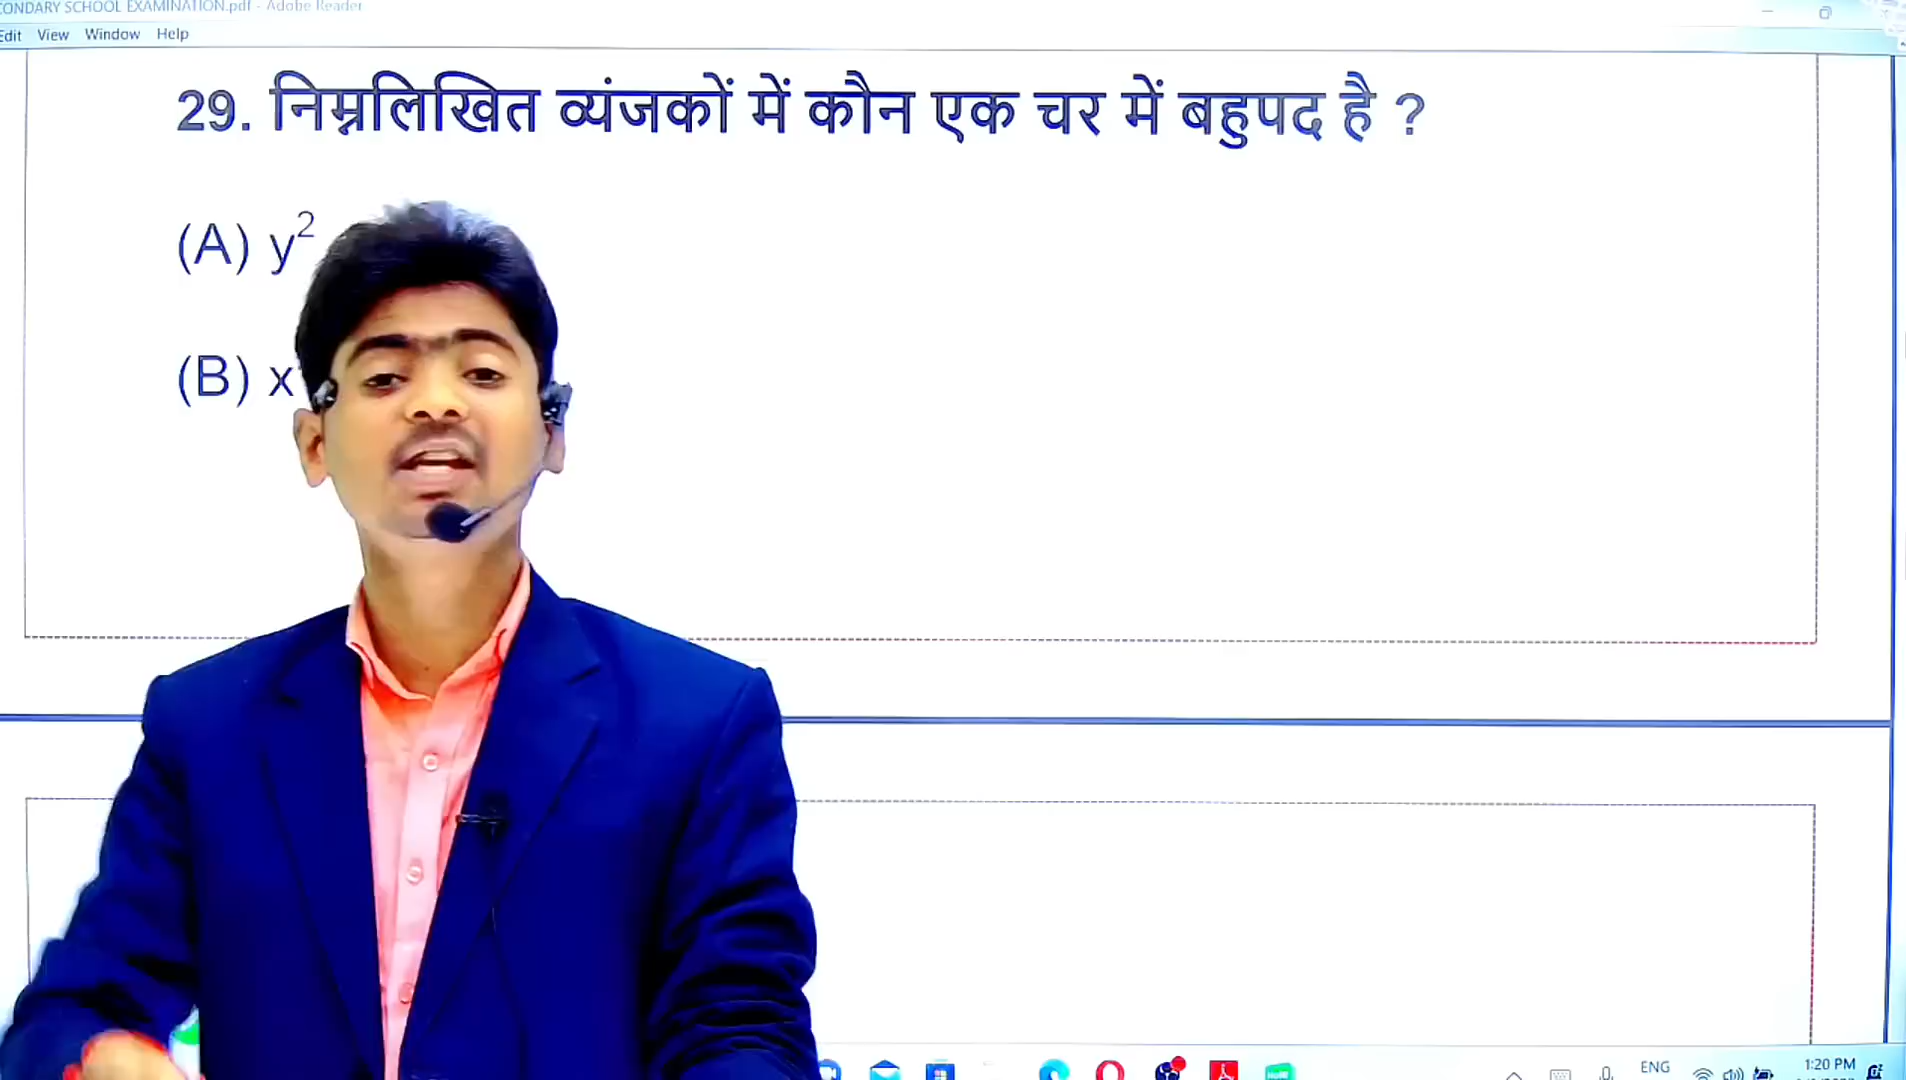 CONDARY SCHOOL EXAMINATION.pdf - Adobe Reader
Edit View Window Help
29. निम्नलिखित व्यंजकों में कौन एक चर में बहुपद है ?
(A) y²
(B) x
ENG
1:20 PM